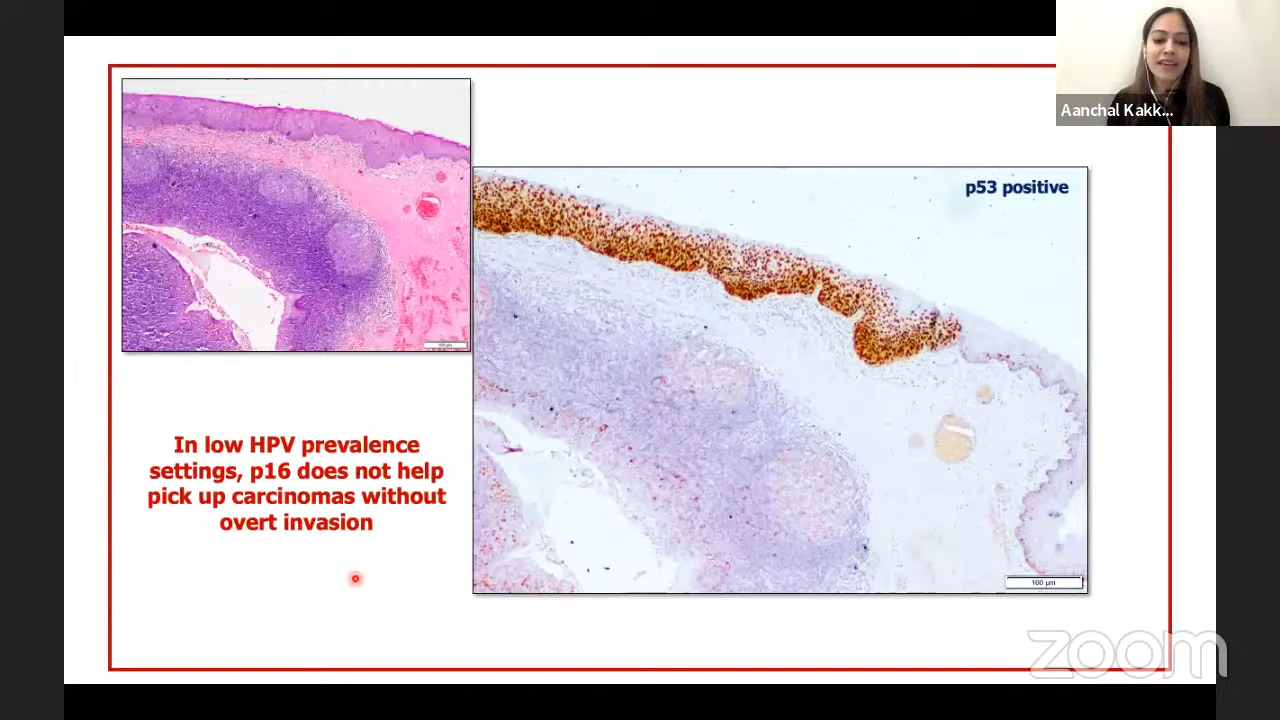 Aanchal Kakk...
p53 positive
In low HPV prevalence
settings, p16 does not help
pick up carcinomas without
overt invasion
100 µm
zoom